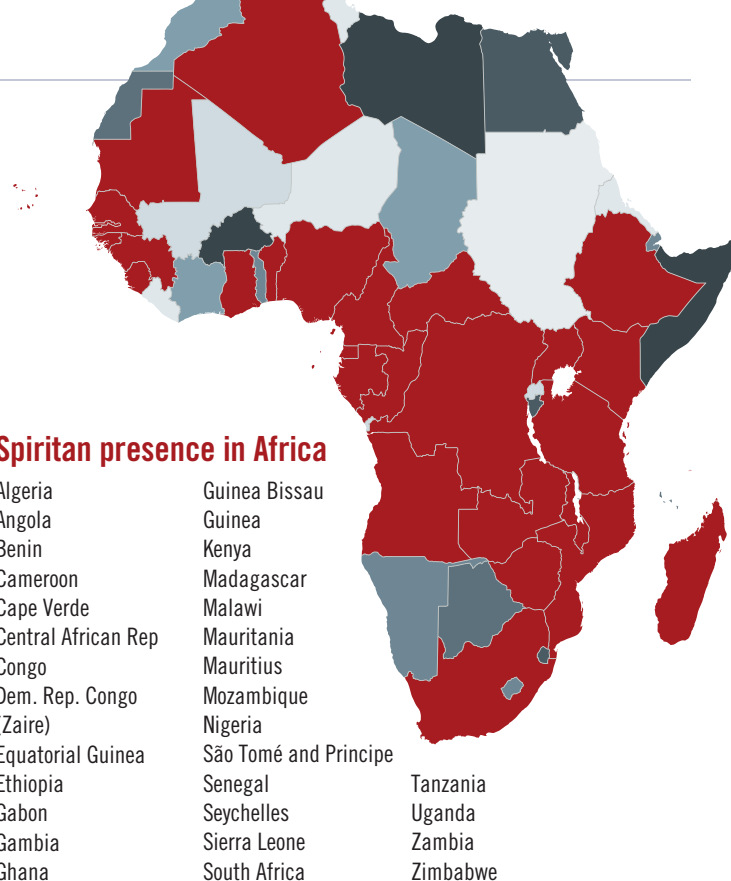 Spiritan presence in Africa
Algeria
Angola
Benin
Cameroon
Cape Verde
Central African Rep
Congo
Dem. Rep. Congo
(Zaire)
Equatorial Guinea
Ethiopia
Gabon
Gambia
Ghana
Guinea Bissau
Guinea
Kenya
Madagascar
Malawi
Mauritania
Mauritius
Mozambique
Nigeria
São Tomé and Principe
Senegal
Seychelles
Sierra Leone
South Africa
Tanzania
Uganda
Zambia
Zimbabwe